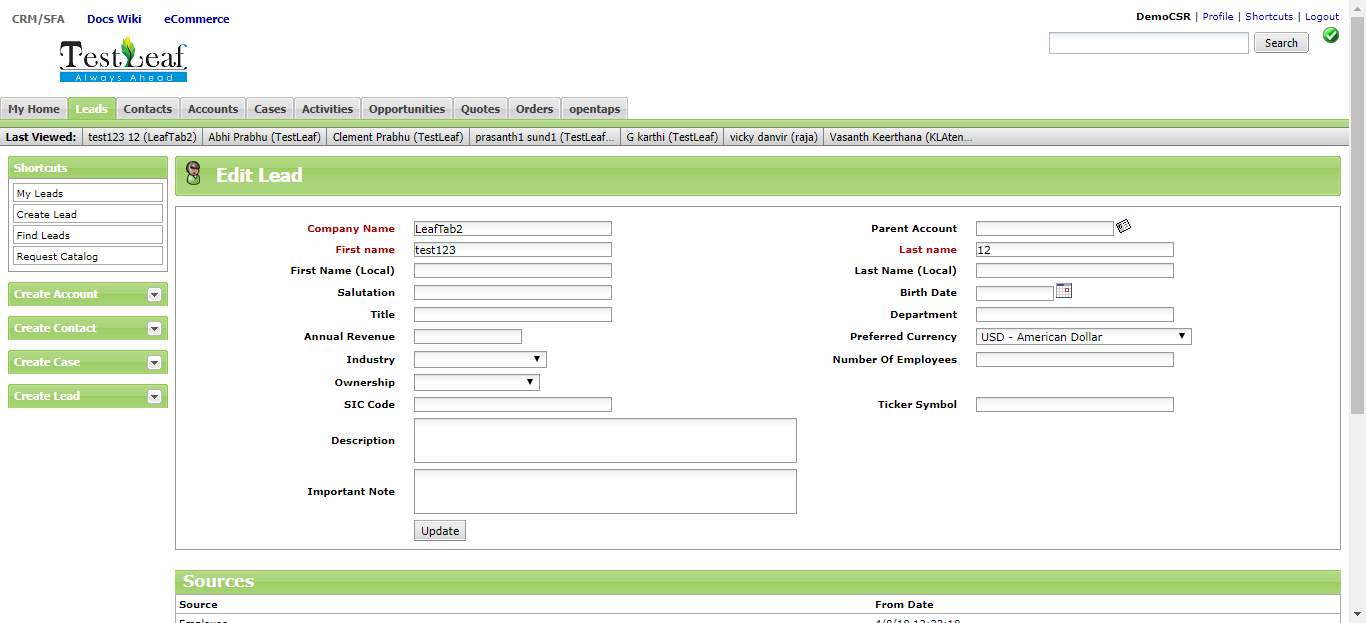 CRM/SFA Docs Wiki eCommerce
DemoCSR | Profile | Shortcuts | Logout
TestLeaf
Always Ahead
Search
My Home Leads Contacts Accounts Cases Activities Opportunities Quotes Orders opentaps
Last Viewed: test123 12 (LeafTab2) Abhi Prabhu (TestLeaf) Clement Prabhu (TestLeaf) prasanth1 sund1 (TestLeaf... G karthi (TestLeaf) vicky danvir (raja) Vasanth Keerthana (KLAten...
Shortcuts
My Leads
Create Lead
Find Leads
Request Catalog
Create Account
Create Contact
Create Case
Create Lead
Edit Lead
Company Name LeafTab2 Parent Account
First name test123 Last name 12
First Name (Local) Last Name (Local)
Salutation Birth Date
Title Department
Annual Revenue Preferred Currency USD - American Dollar
Industry Number Of Employees
Ownership
SIC Code Ticker Symbol
Description
Important Note
Update
Sources
Source From Date